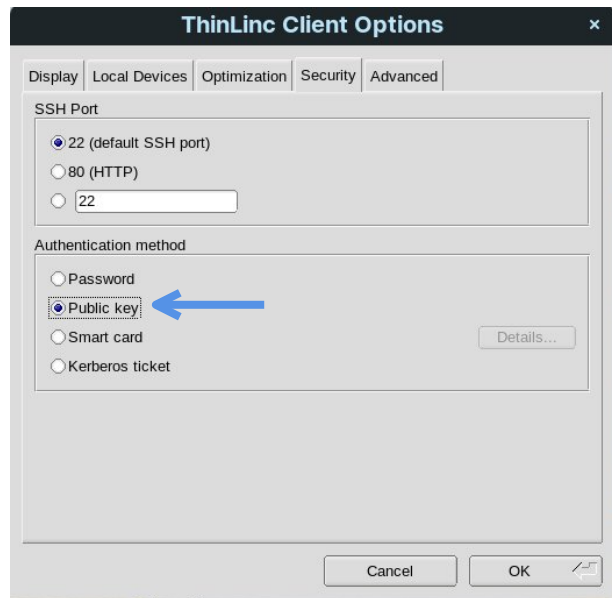 ThinLinc Client Options ×
Display Local Devices Optimization Security Advanced
SSH Port
22 (default SSH port)
80 (HTTP)
22
Authentication method
Password
Public key
Smart card Details...
Kerberos ticket
Cancel OK